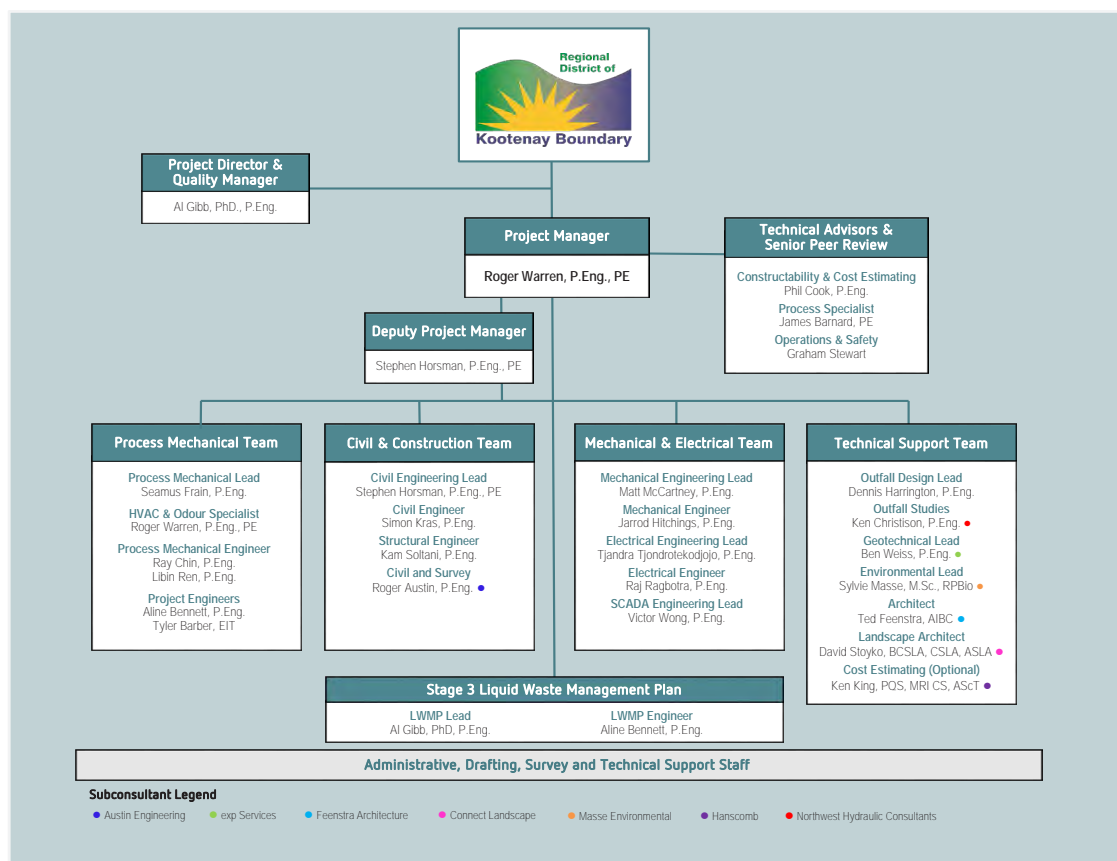 Regional
District of
Kootenay Boundary
Project Director &
Quality Manager
Al Gibb, PhD., P.Eng.
Project Manager
Roger Warren, P.Eng., PE
Technical Advisors &
Senior Peer Review
Constructability & Cost Estimating
Phil Cook, P.Eng.
Process Specialist
James Barnard, PE
Operations & Safety
Graham Stewart
Deputy Project Manager
Stephen Horsman, P.Eng., PE
Process Mechanical Team
Process Mechanical Lead
Seamus Frain, P.Eng.
HVAC & Odour Specialist
Roger Warren, P.Eng., PE
Process Mechanical Engineer
Ray Chin, P.Eng.
Libin Ren, P.Eng.
Project Engineers
Aline Bennett, P.Eng.
Tyler Barber, EIT
Civil & Construction Team
Civil Engineering Lead
Stephen Horsman, P.Eng., PE
Civil Engineer
Simon Kras, P.Eng.
Structural Engineer
Kam Soltani, P.Eng.
Civil and Survey
Roger Austin, P.Eng.
Mechanical & Electrical Team
Mechanical Engineering Lead
Matt McCartney, P.Eng.
Mechanical Engineer
Jarrod Hitchings, P.Eng.
Electrical Engineering Lead
Tjandra Tjondrotekodjojo, P.Eng.
Electrical Engineer
Raj Ragbotra, P.Eng.
SCADA Engineering Lead
Victor Wong, P.Eng.
Technical Support Team
Outfall Design Lead
Dennis Harrington, P.Eng.
Outfall Studies
Ken Christison, P.Eng.
Geotechnical Lead
Ben Weiss, P.Eng.
Environmental Lead
Sylvie Masse, M.Sc., RPBio
Architect
Ted Feenstra, AIBC
Landscape Architect
David Stoyko, BCSLA, CSLA, ASLA
Cost Estimating (Optional)
Ken King, PQS, MRI CS, AScT
Stage 3 Liquid Waste Management Plan
LWMP Lead
Al Gibb, PhD, P.Eng.
LWMP Engineer
Aline Bennett, P.Eng.
Administrative, Drafting, Survey and Technical Support Staff
Subconsultant Legend
Austin Engineering
exp Services
Feenstra Architecture
Connect Landscape
Masse Environmental
Hanscomb
Northwest Hydraulic Consultants